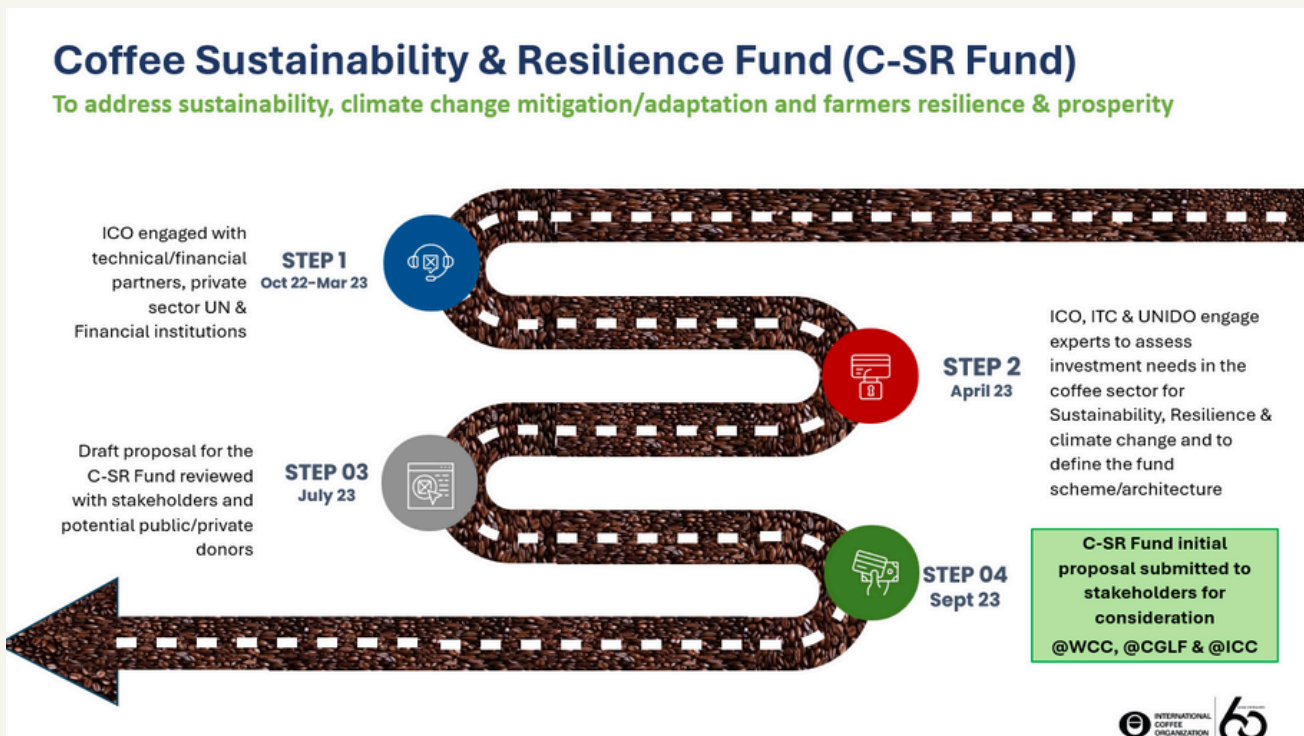 Coffee Sustainability & Resilience Fund (C-SR Fund)
To address sustainability, climate change mitigation/adaptation and farmers resilience & prosperity
ICO engaged with
technical/financial
partners, private
sector UN &
Financial institutions
STEP 1
Oct 22-Mar 23
STEP 2
April 23
ICO, ITC & UNIDO engage
experts to assess
investment needs in the
coffee sector for
Sustainability, Resilience &
climate change and to
define the fund
scheme/architecture
Draft proposal for the
C-SR Fund reviewed
with stakeholders and
potential public/private
donors
STEP 03
July 23
STEP 04
Sept 23
C-SR Fund initial
proposal submitted to
stakeholders for
consideration
@WCC, @CGLF & @ICC
INTERNATIONAL
COFFEE
ORGANIZATION
60